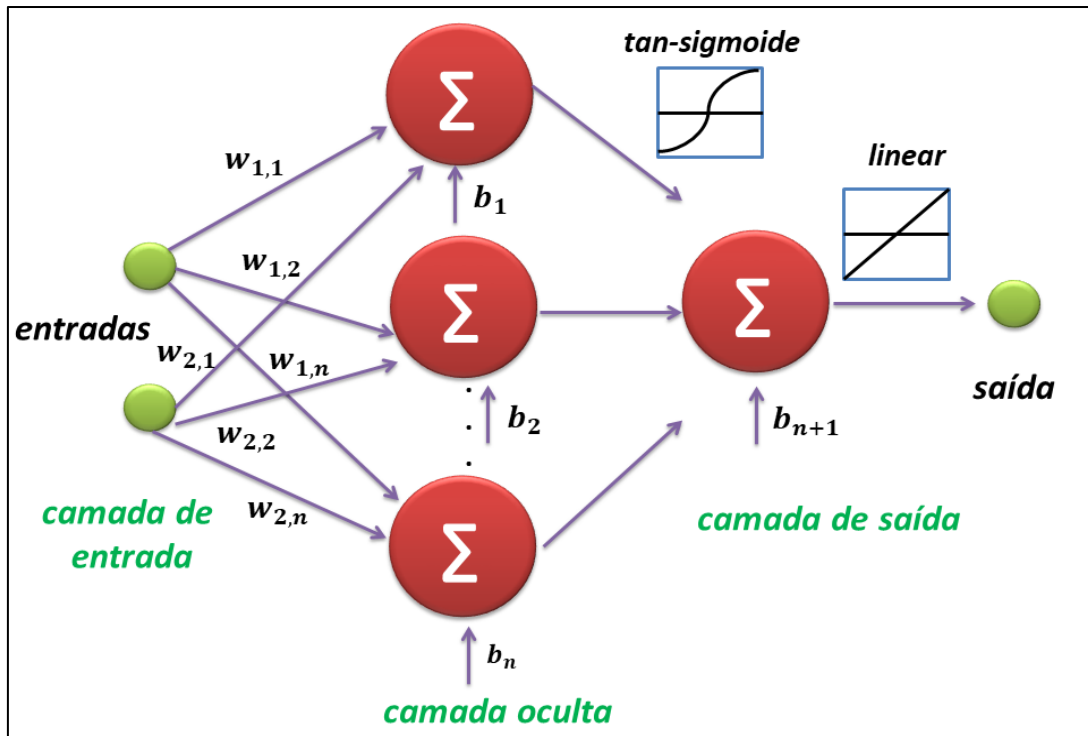 tan-sigmoide
Σ
w₁,₁
b₁
linear
w₁,₂
Σ
Σ
entradas
w₂,₁
w₁,ₙ
saída
b₂
bₙ₊₁
w₂,₂
w₂,ₙ
Σ
camada de
entrada
camada de saída
bₙ
camada oculta